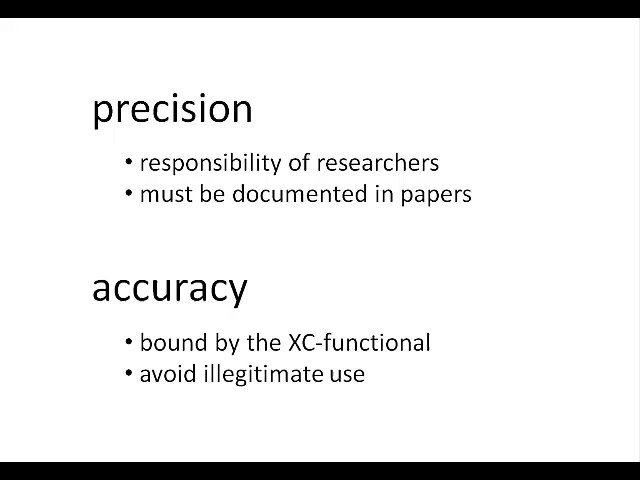 precision
• responsibility of researchers
• must be documented in papers
accuracy
• bound by the XC-functional
• avoid illegitimate use